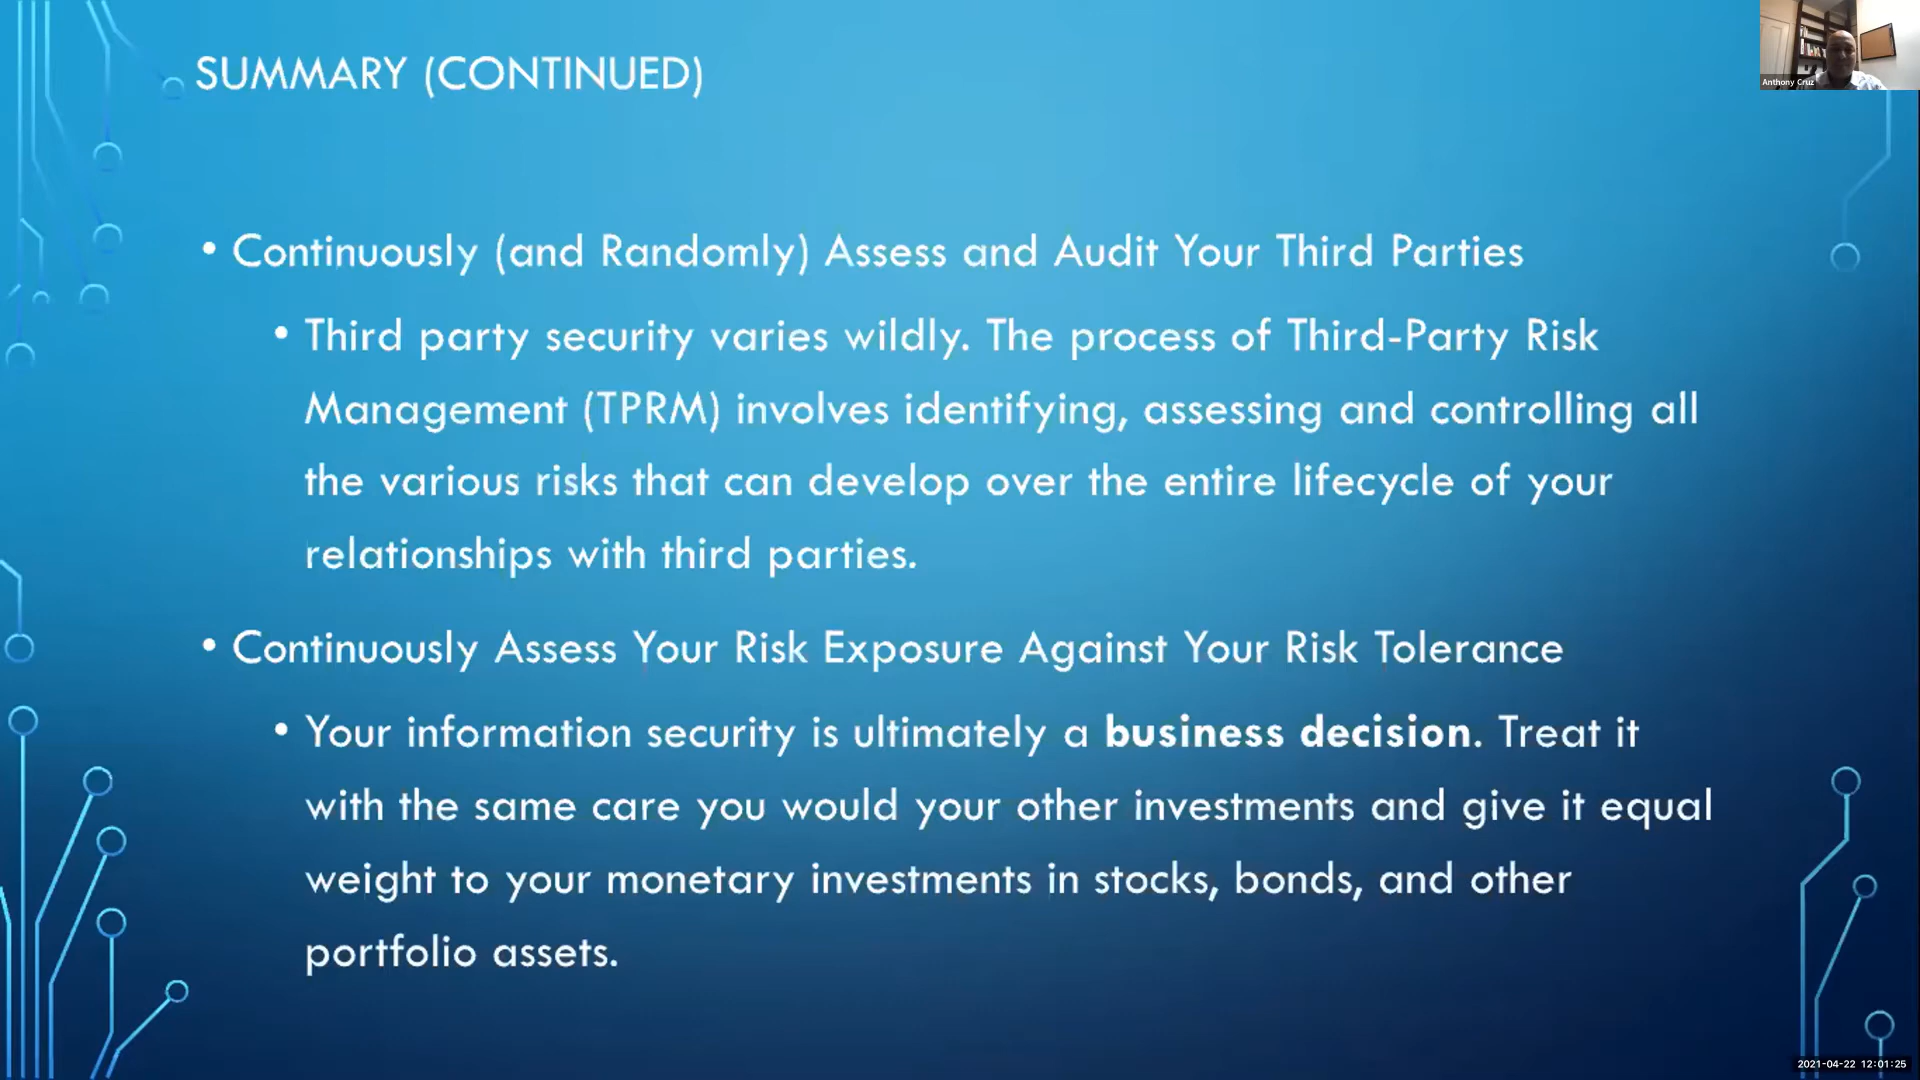 SUMMARY (CONTINUED)
Anthony Cruz
• Continuously (and Randomly) Assess and Audit Your Third Parties
• Third party security varies wildly. The process of Third-Party Risk
Management (TPRM) involves identifying, assessing and controlling all
the various risks that can develop over the entire lifecycle of your
relationships with third parties.
• Continuously Assess Your Risk Exposure Against Your Risk Tolerance
• Your information security is ultimately a business decision. Treat it
with the same care you would your other investments and give it equal
weight to your monetary investments in stocks, bonds, and other
portfolio assets.
2021-04-22 12:01:25